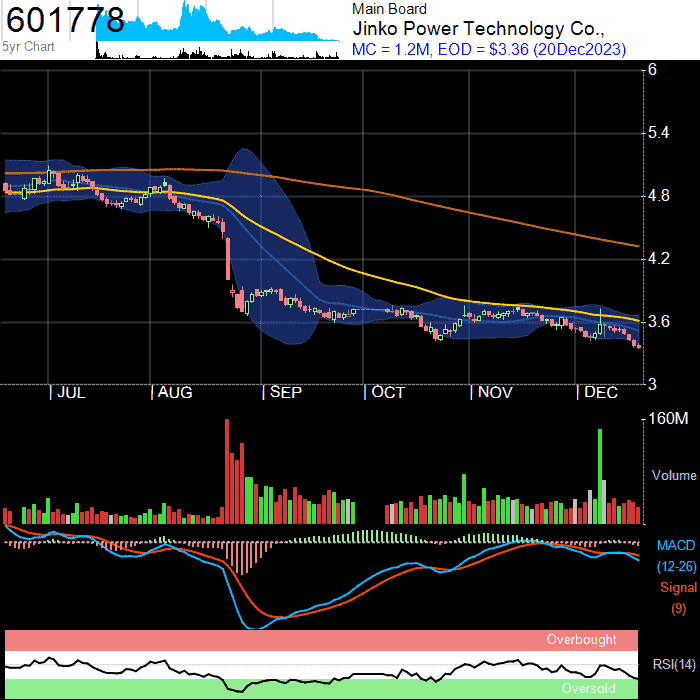 601778
5yr Chart
Main Board
Jinko Power Technology Co.,
MC = 1.2M, EOD = $3.36 (20Dec2023)
6
5.4
4.8
4.2
3.6
3
JUL AUG SEP OCT NOV DEC
160M
Volume
MACD
(12-26)
Signal
(9)
Overbought
RSI(14)
Oversold